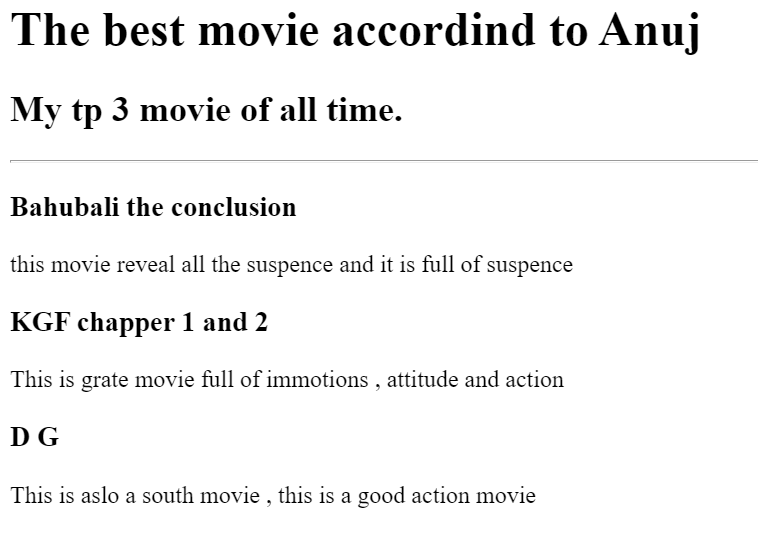 The best movie accordind to Anuj
My tp 3 movie of all time.
Bahubali the conclusion
this movie reveal all the suspence and it is full of suspence
KGF chapper 1 and 2
This is grate movie full of immotions , attitude and action
D G
This is aslo a south movie , this is a good action movie